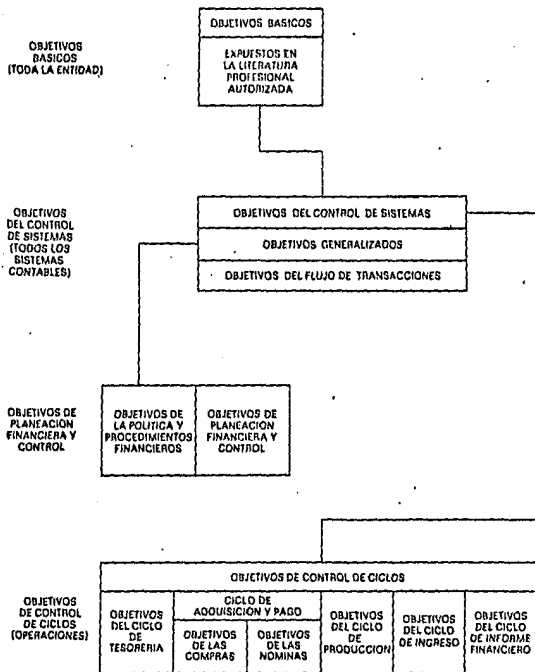 OBJETIVOS BASICOS
EXPUESTOS EN
LA LITERATURA
PROFESIONAL
AUTORIZADA
OBJETIVOS
BASICOS
(TODA LA ENTIDAD)
OBJETIVOS
DEL CONTROL
DE SISTEMAS
(TODOS LOS
SISTEMAS
CONTABLES)
OBJETIVOS DEL CONTROL DE SISTEMAS
OBJETIVOS GENERALIZADOS
OBJETIVOS DEL FLUJO DE TRANSACCIONES
OBJETIVOS DE
PLANEACION
FINANCIERA Y
CONTROL
OBJETIVOS DE
LA POLITICA Y
PROCEDIMIENTOS
FINANCIEROS
OBJETIVOS DE
PLANEACION
FINANCIERA Y
CONTROL
OBJETIVOS
DE CONTROL
DE CICLOS
(OPERACIONES)
OBJETIVOS DE CONTROL DE CICLOS
OBJETIVOS
DEL CICLO
DE
TESORERIA
CICLO DE
ADQUISICIÓN Y PAGO
OBJETIVOS
DE LAS
COMPRAS
OBJETIVOS
DE LAS
NOMINAS
OBJETIVOS
DEL CICLO
DE
PRODUCCION
OBJETIVOS
DEL CICLO
DE INGRESO
OBJETIVOS
DEL CICLO
DE INFORME
FINANCIERO